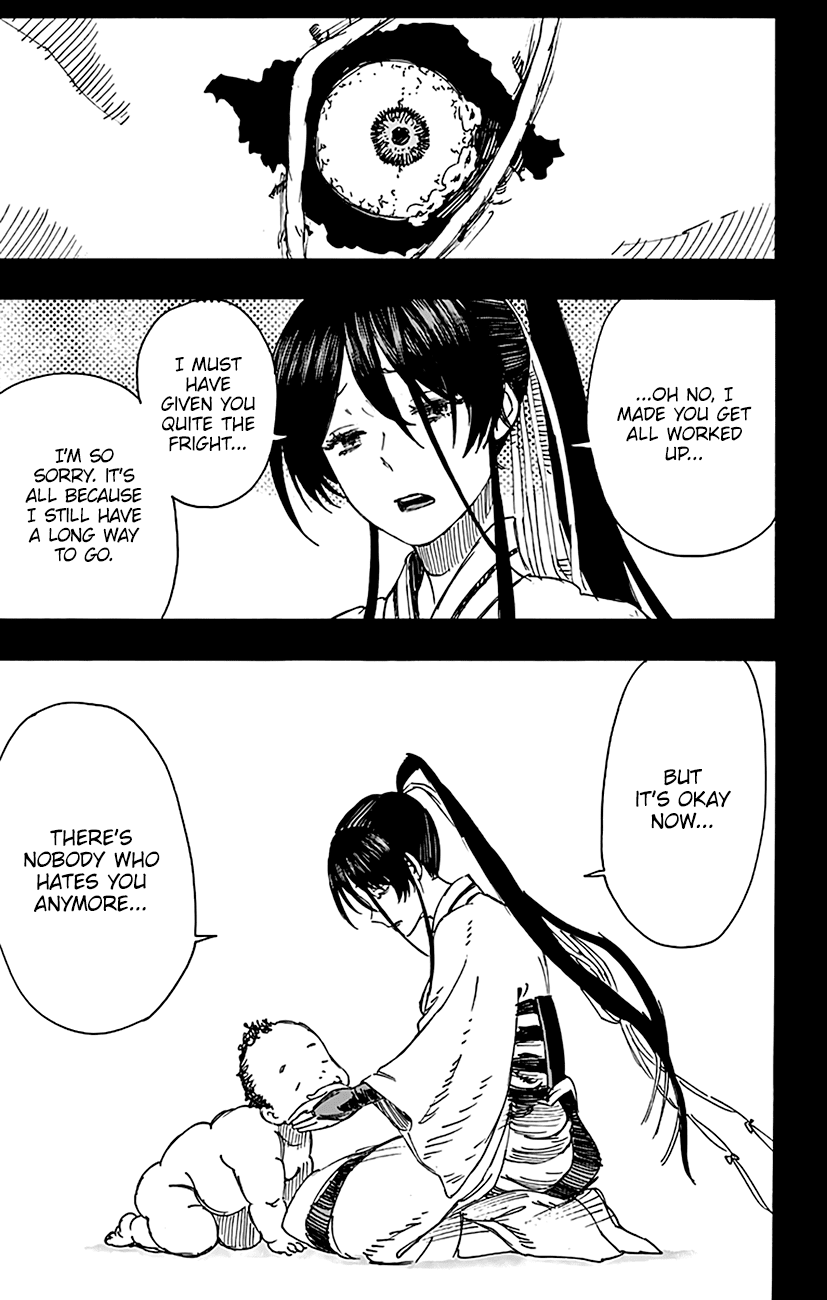 ...OH NO, I
MADE YOU GET
ALL WORKED
UP...
I MUST
HAVE
GIVEN YOU
QUITE THE
FRIGHT...
I'M SO
SORRY. IT'S
ALL BECAUSE
I STILL HAVE
A LONG WAY
TO GO.
BUT
IT'S OKAY
NOW...
THERE'S
NOBODY WHO
HATES YOU
ANYMORE...